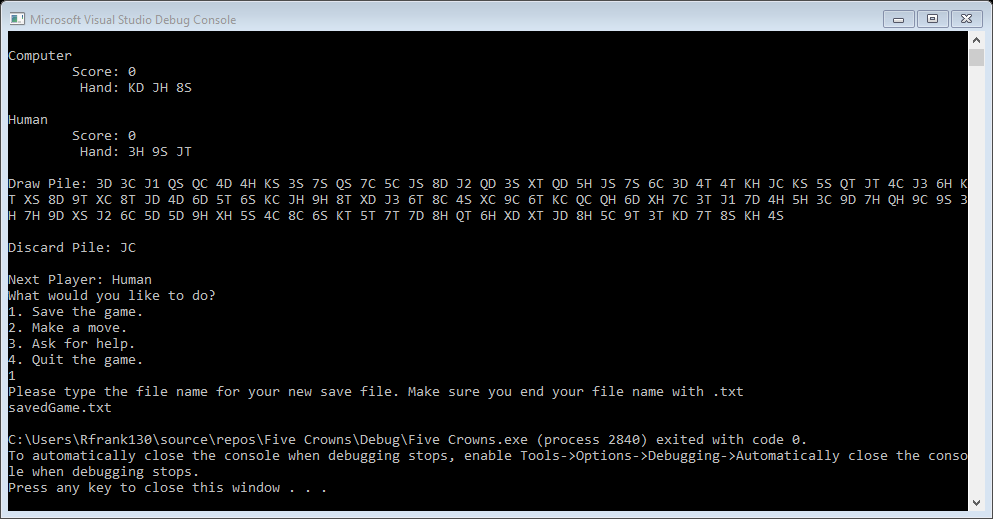 Microsoft Visual Studio Debug Console
Computer
Score: 0
Hand: KD JH 8S
Human
Score: 0
Hand: 3H 9S JT
Draw Pile: 3D 3C J1 QS QC 4D 4H KS 3S 7S QS 7C 5C JS 8D J2 QD 3S XT QD 5H JS 7S 6C 3D 4T 4T KH JC KS 5S QT JT 4C J3 6H K
T XS 8D 9T XC 8T JD 4D 6D 5T 6S KC JH 9H 8T XD J3 6T 8C 4S XC 9C 6T KC QC QH 6D XH 7C 3T J1 7D 4H 5H 3C 9D 7H QH 9C 9S 3
H 7H 9D XS J2 6C 5D 5D 9H XH 5S 4C 8C 6S KT 5T 7T 7D 8H QT 6H XD XT JD 8H 5C 9T 3T KD 7T 8S KH 4S
Discard Pile: JC
Next Player: Human
What would you like to do?
1. Save the game.
2. Make a move.
3. Ask for help.
4. Quit the game.
1
Please type the file name for your new save file. Make sure you end your file name with .txt
savedGame.txt
C:\Users\Rfrank130\source\repos\Five Crowns\Debug\Five Crowns.exe (process 2840) exited with code 0.
To automatically close the console when debugging stops, enable Tools->Options->Debugging->Automatically close the conso
le when debugging stops.
Press any key to close this window . . .